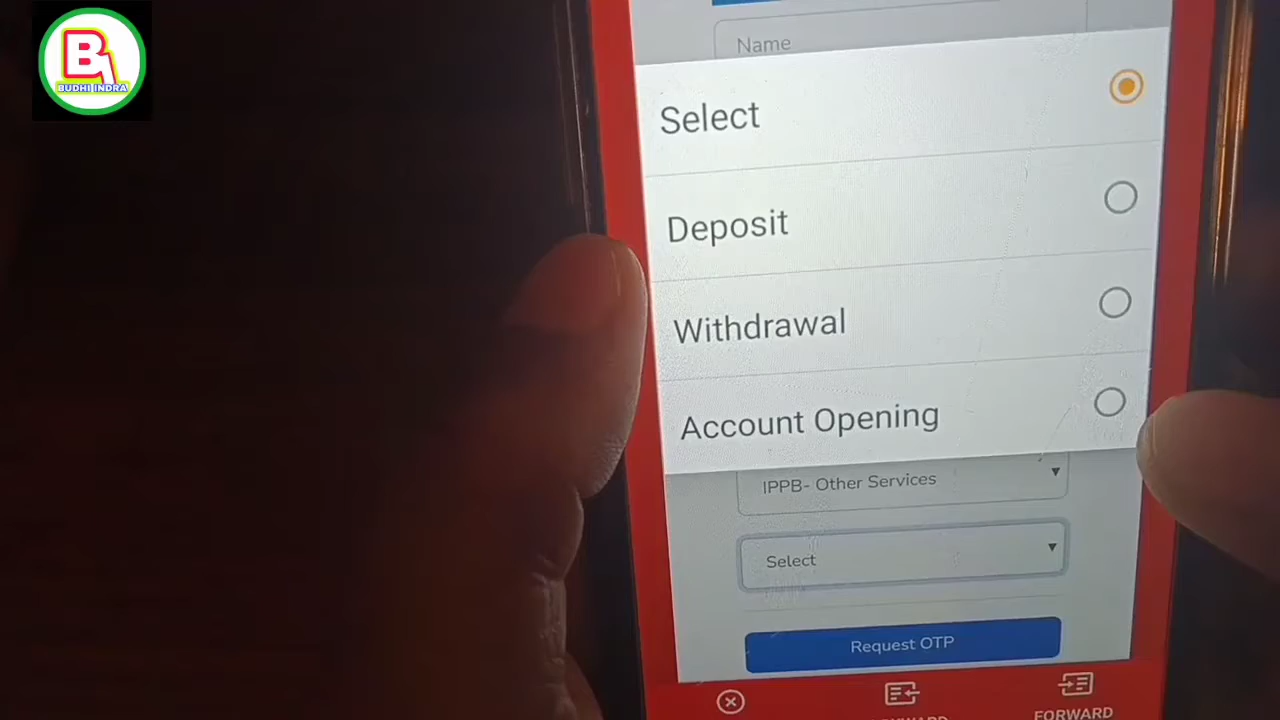 B
BUDHI INDRA
Name
Select
Deposit
Withdrawal
Account Opening
IPPB- Other Services
Select
Request OTP
FORWARD